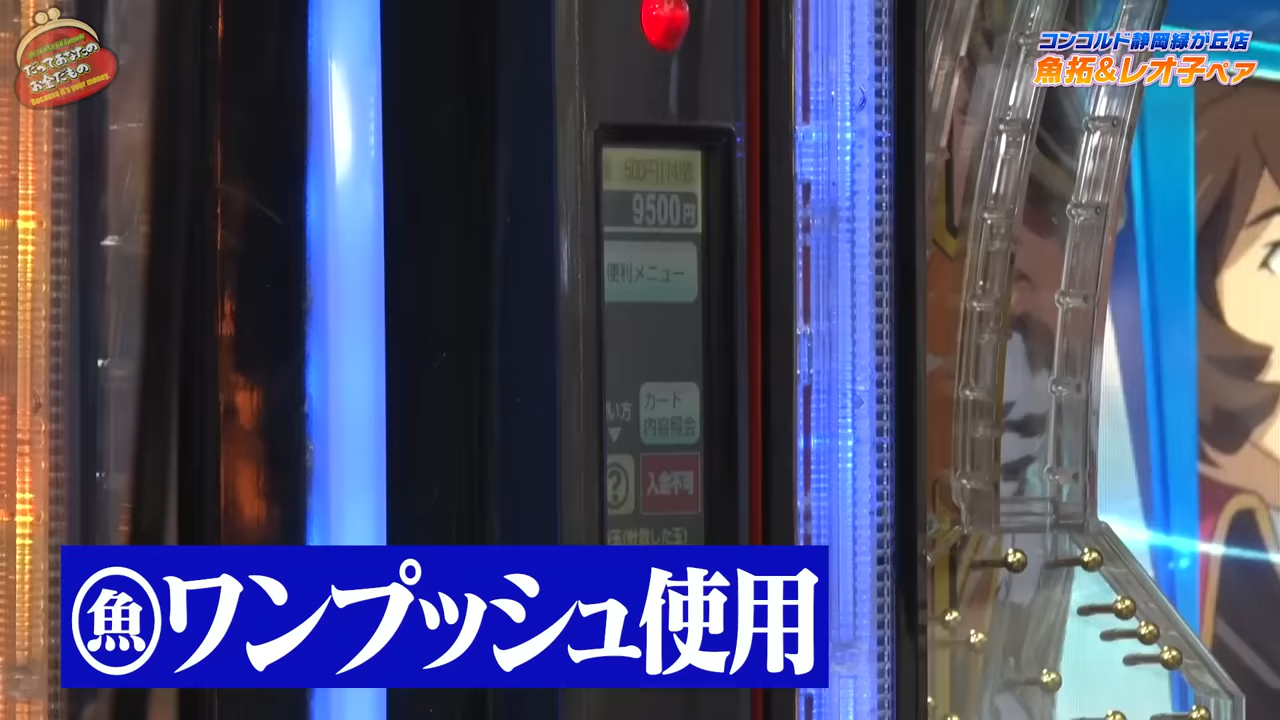 だってあなたの
お金だもの
Because it's your money.
コンコルド静岡緑が丘店
魚拓&レオ子ペア
9500円
便利メニュー
カード
内容照会
い方
?
入金不可
魚ワンプッシュ使用